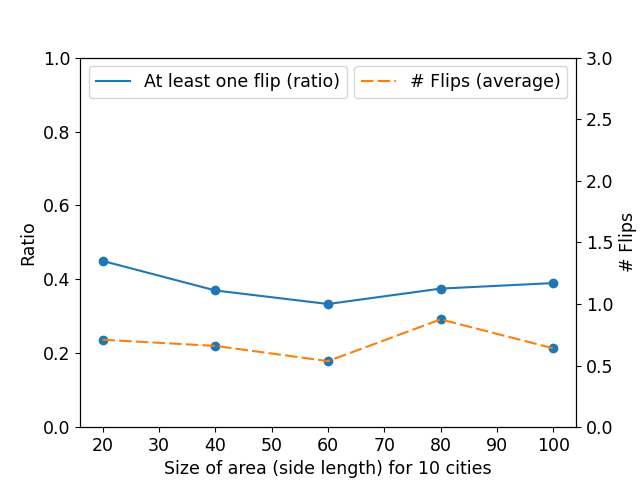 At least one flip (ratio)
# Flips (average)
1.0
0.8
0.6
0.4
0.2
0.0
Ratio
3.0
2.5
2.0
1.5
1.0
0.5
0.0
# Flips
20 30 40 50 60 70 80 90 100
Size of area (side length) for 10 cities